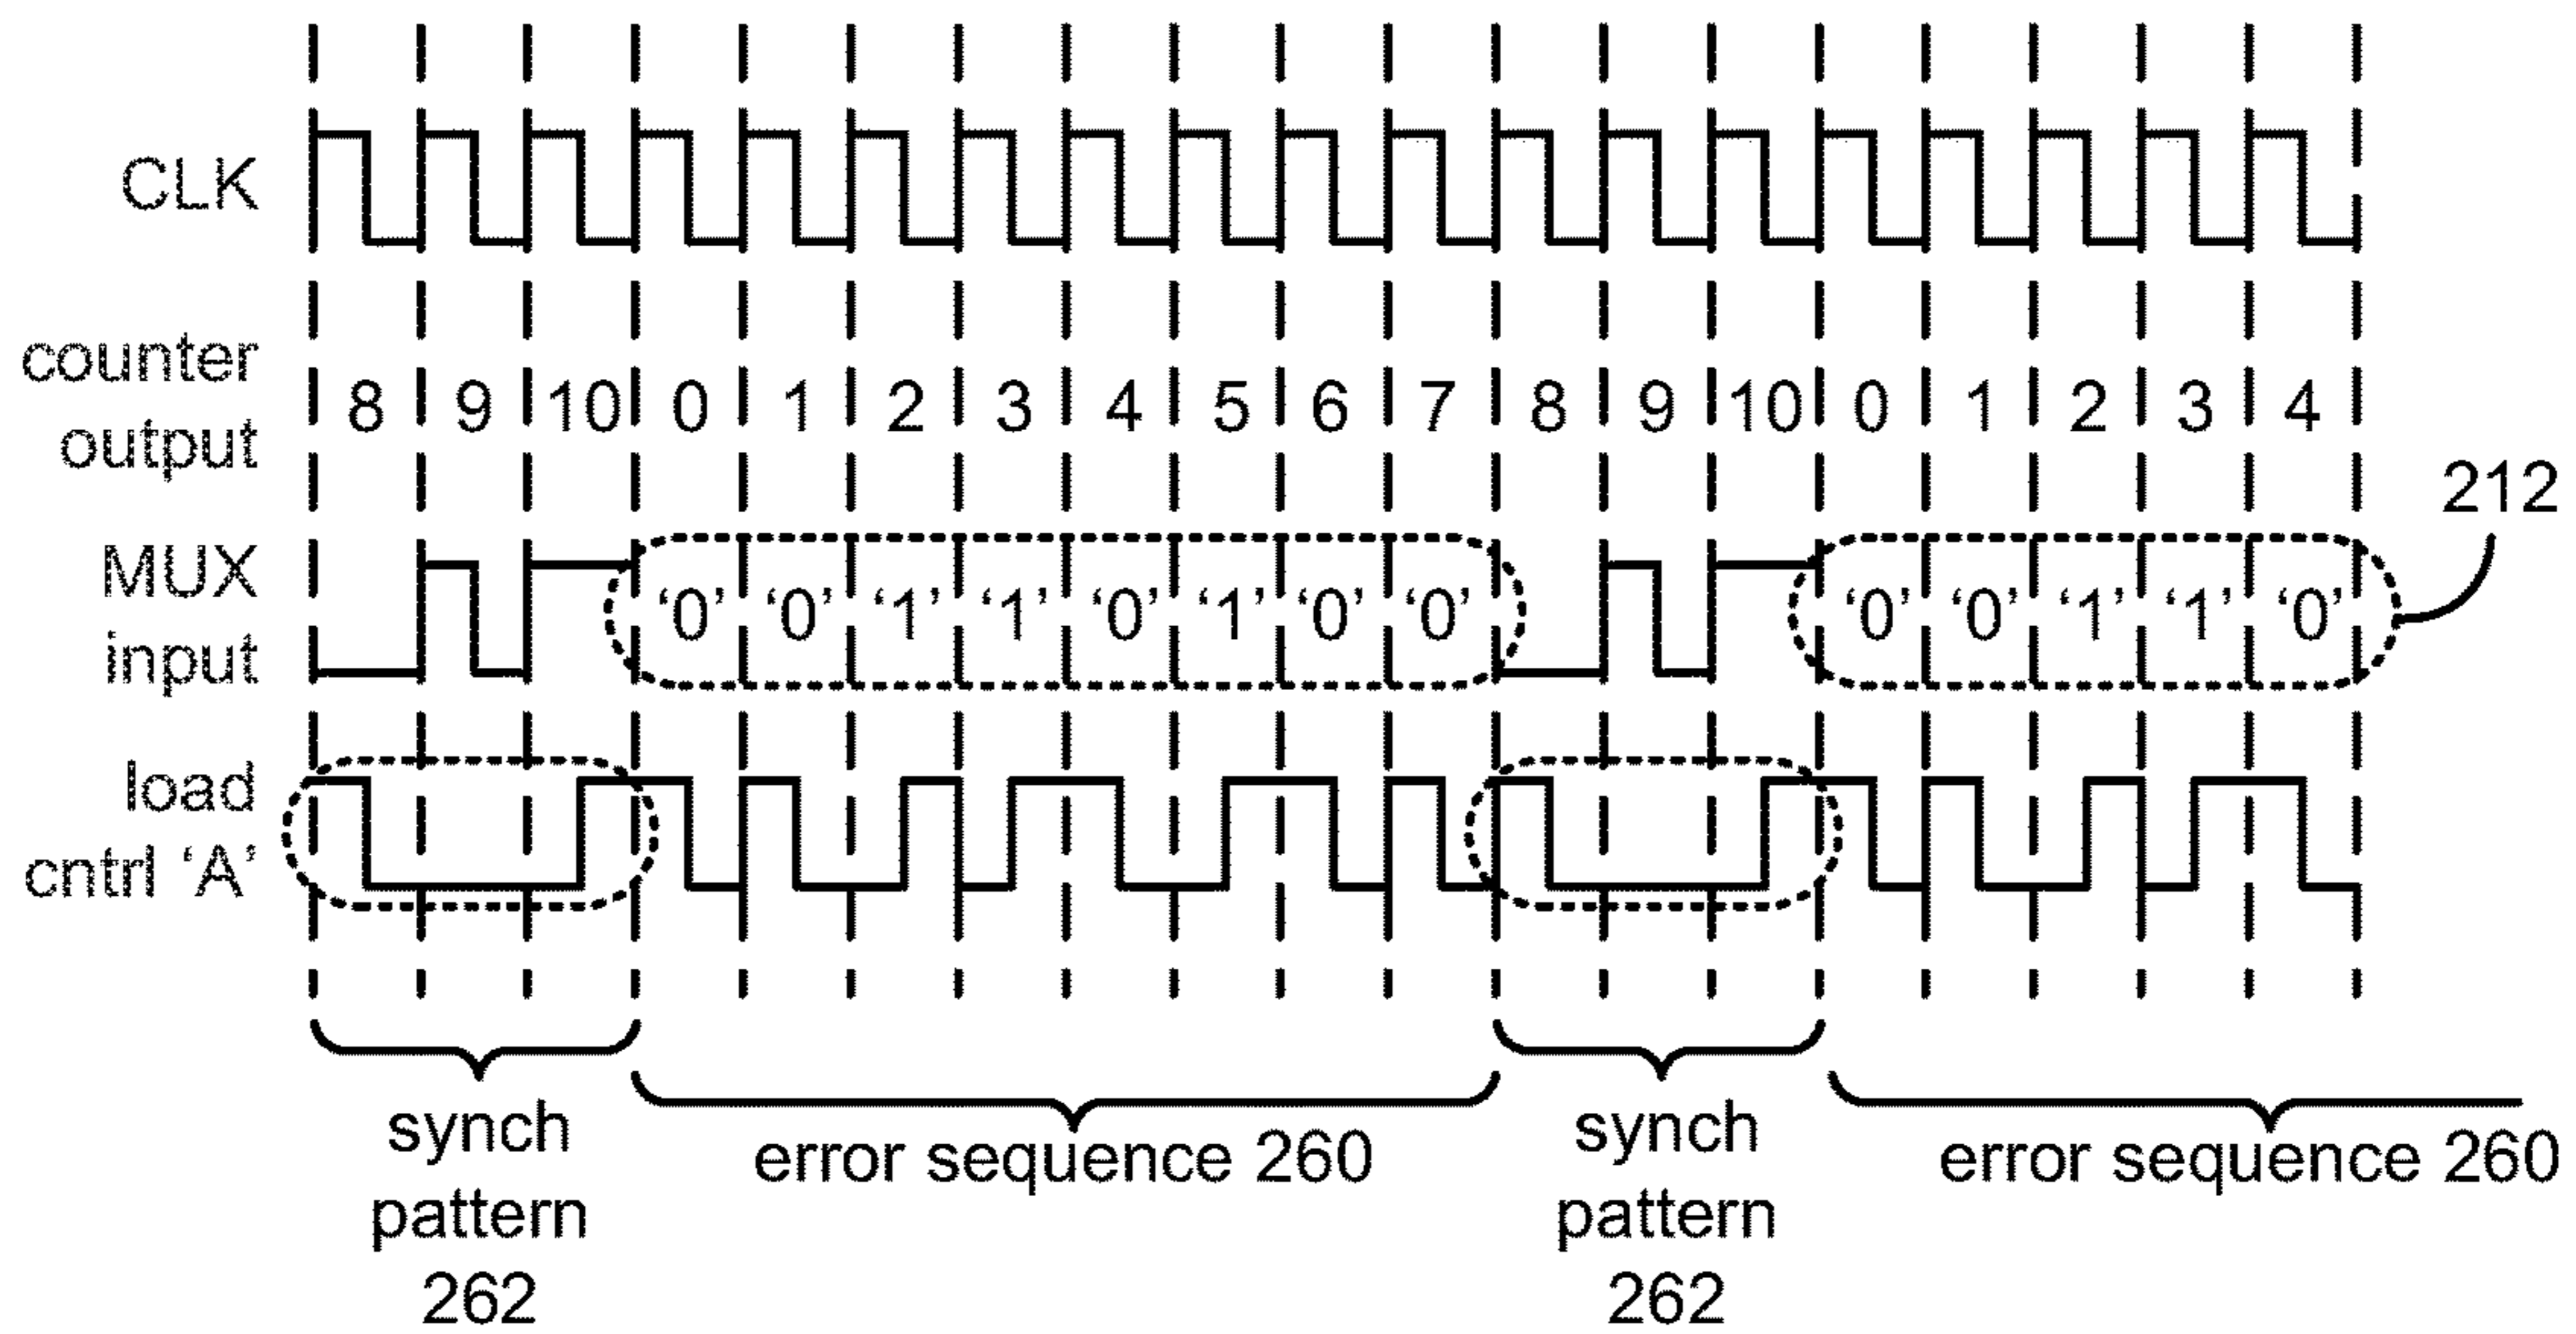 CLK
counter
output
8 9 10 0 1 2 3 4 5 6 7 8 9 10 0 1 2 3 4
212
MUX
input
‘0’ ‘0’ ‘1’ ‘1’ ‘0’ ‘1’ ‘0’ ‘0’ ‘0’ ‘0’ ‘1’ ‘1’ ‘0’
load
cntrl ‘A’
synch
pattern
262
error sequence 260
synch
pattern
262
error sequence 260